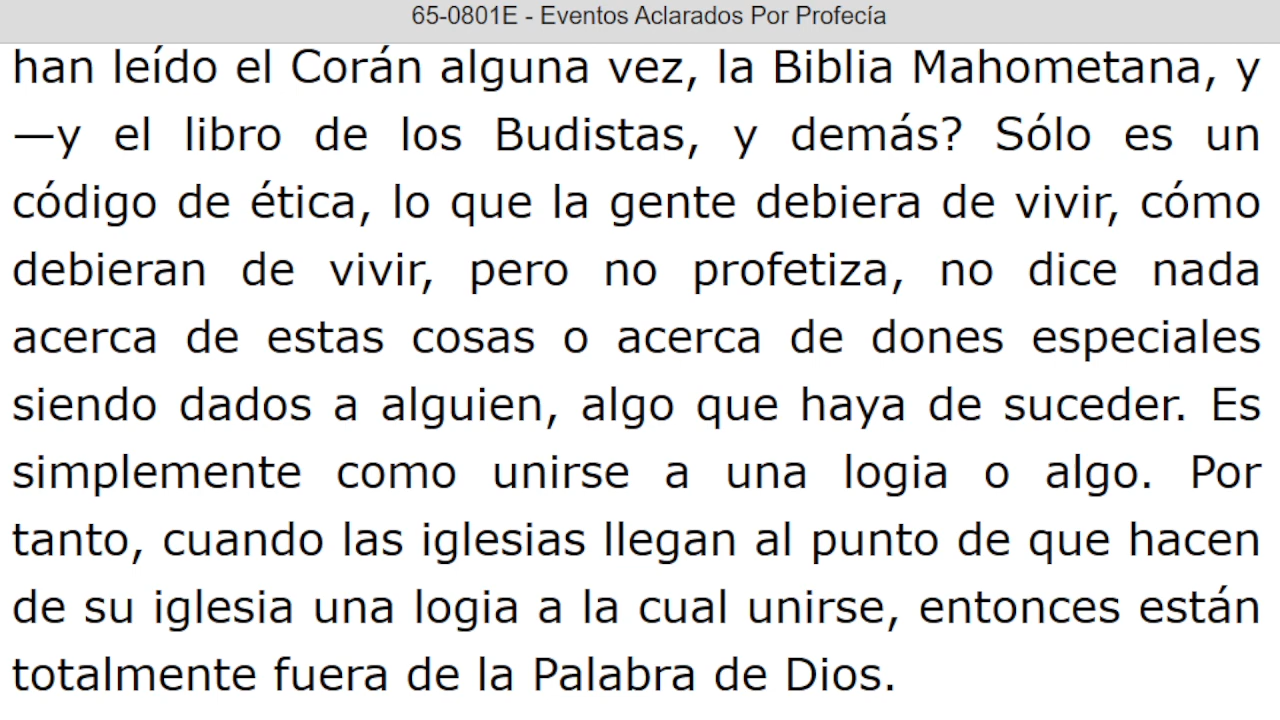 65-0801E - Eventos Aclarados Por Profecía
han leído el Corán alguna vez, la Biblia Mahometana, y
—y el libro de los Budistas, y demás? Sólo es un
código de ética, lo que la gente debiera de vivir, cómo
debieran de vivir, pero no profetiza, no dice nada
acerca de estas cosas o acerca de dones especiales
siendo dados a alguien, algo que haya de suceder. Es
simplemente como unirse a una logia o algo. Por
tanto, cuando las iglesias llegan al punto de que hacen
de su iglesia una logia a la cual unirse, entonces están
totalmente fuera de la Palabra de Dios.